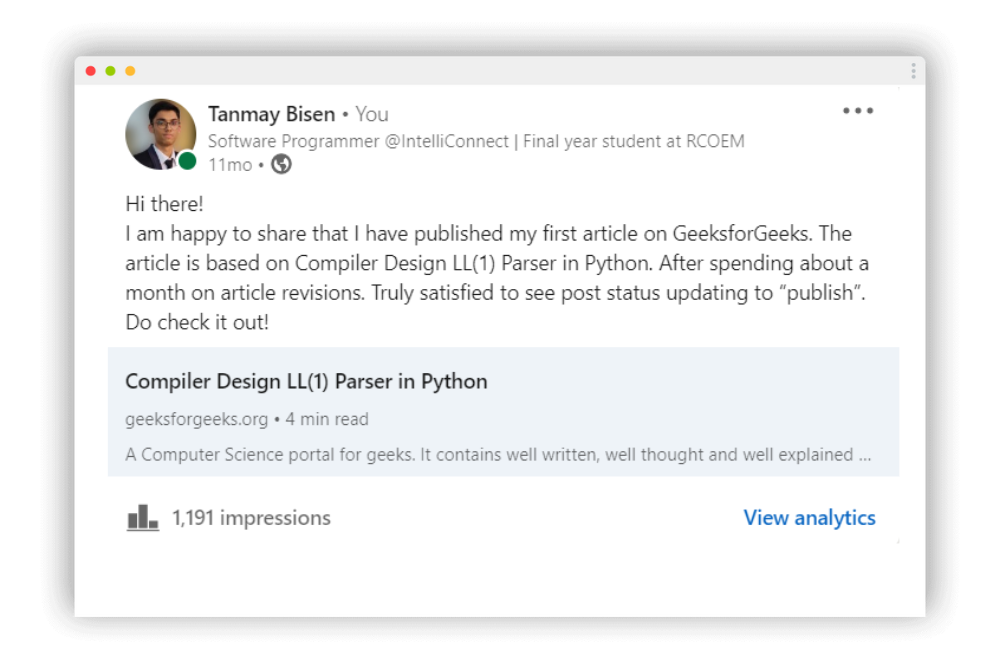 Tanmay Bisen • You
Software Programmer @IntelliConnect | Final year student at RCOEM
11mo •
Hi there!
I am happy to share that I have published my first article on GeeksforGeeks. The
article is based on Compiler Design LL(1) Parser in Python. After spending about a
month on article revisions. Truly satisfied to see post status updating to “publish”.
Do check it out!
Compiler Design LL(1) Parser in Python
geeksforgeeks.org • 4 min read
A Computer Science portal for geeks. It contains well written, well thought and well explained ...
1,191 impressions
View analytics